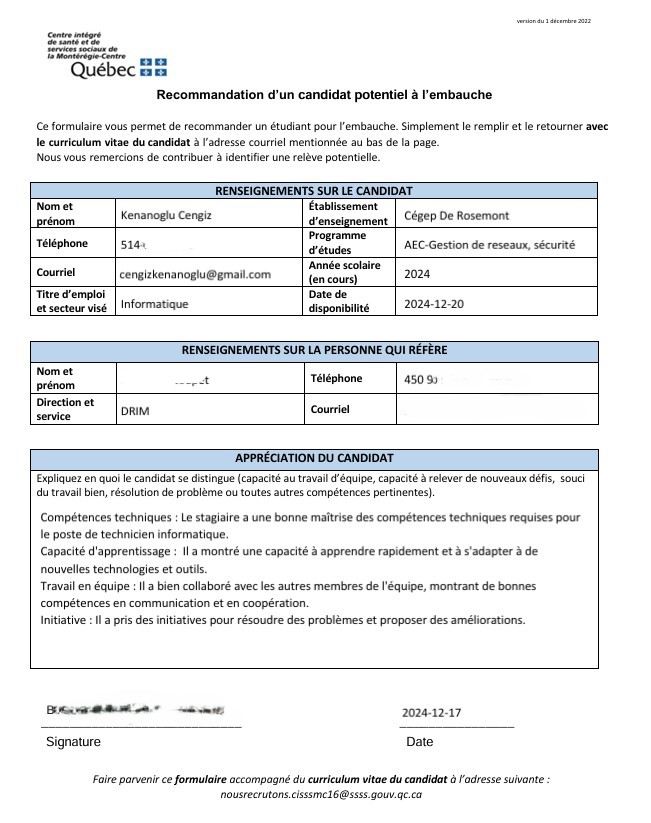 version du 1 décembre 2022
Centre intégré
de santé et de
services sociaux de
la Montérégie-Centre
Québec
Recommandation d’un candidat potentiel à l’embauche
Ce formulaire vous permet de recommander un étudiant pour l’embauche. Simplement le remplir et le retourner avec
le curriculum vitae du candidat à l’adresse courriel mentionnée au bas de la page.
Nous vous remercions de contribuer à identifier une relève potentielle.
RENSEIGNEMENTS SUR LE CANDIDAT
Nom et prénom Kenanoglu Cengiz Établissement d’enseignement Cégep De Rosemont
Téléphone 514 Programme d’études AEC-Gestion de reseaux, sécurité
Courriel cengizkenanoglu@gmail.com Année scolaire (en cours) 2024
Titre d’emploi et secteur visé Informatique Date de disponibilité 2024-12-20
RENSEIGNEMENTS SUR LA PERSONNE QUI RÉFÈRE
Nom et prénom Téléphone 450
Direction et service DRIM Courriel
APPRÉCIATION DU CANDIDAT
Expliquez en quoi le candidat se distingue (capacité au travail d’équipe, capacité à relever de nouveaux défis, souci
du travail bien, résolution de problème ou toutes autres compétences pertinentes).
Compétences techniques : Le stagiaire a une bonne maîtrise des compétences techniques requises pour
le poste de technicien informatique.
Capacité d'apprentissage : Il a montré une capacité à apprendre rapidement et à s'adapter à de
nouvelles technologies et outils.
Travail en équipe : Il a bien collaboré avec les autres membres de l'équipe, montrant de bonnes
compétences en communication et en coopération.
Initiative : Il a pris des initiatives pour résoudre des problèmes et proposer des améliorations.
2024-12-17
Signature Date
Faire parvenir ce formulaire accompagné du curriculum vitae du candidat à l’adresse suivante :
nousrecrutons.cisssmc16@ssss.gouv.qc.ca